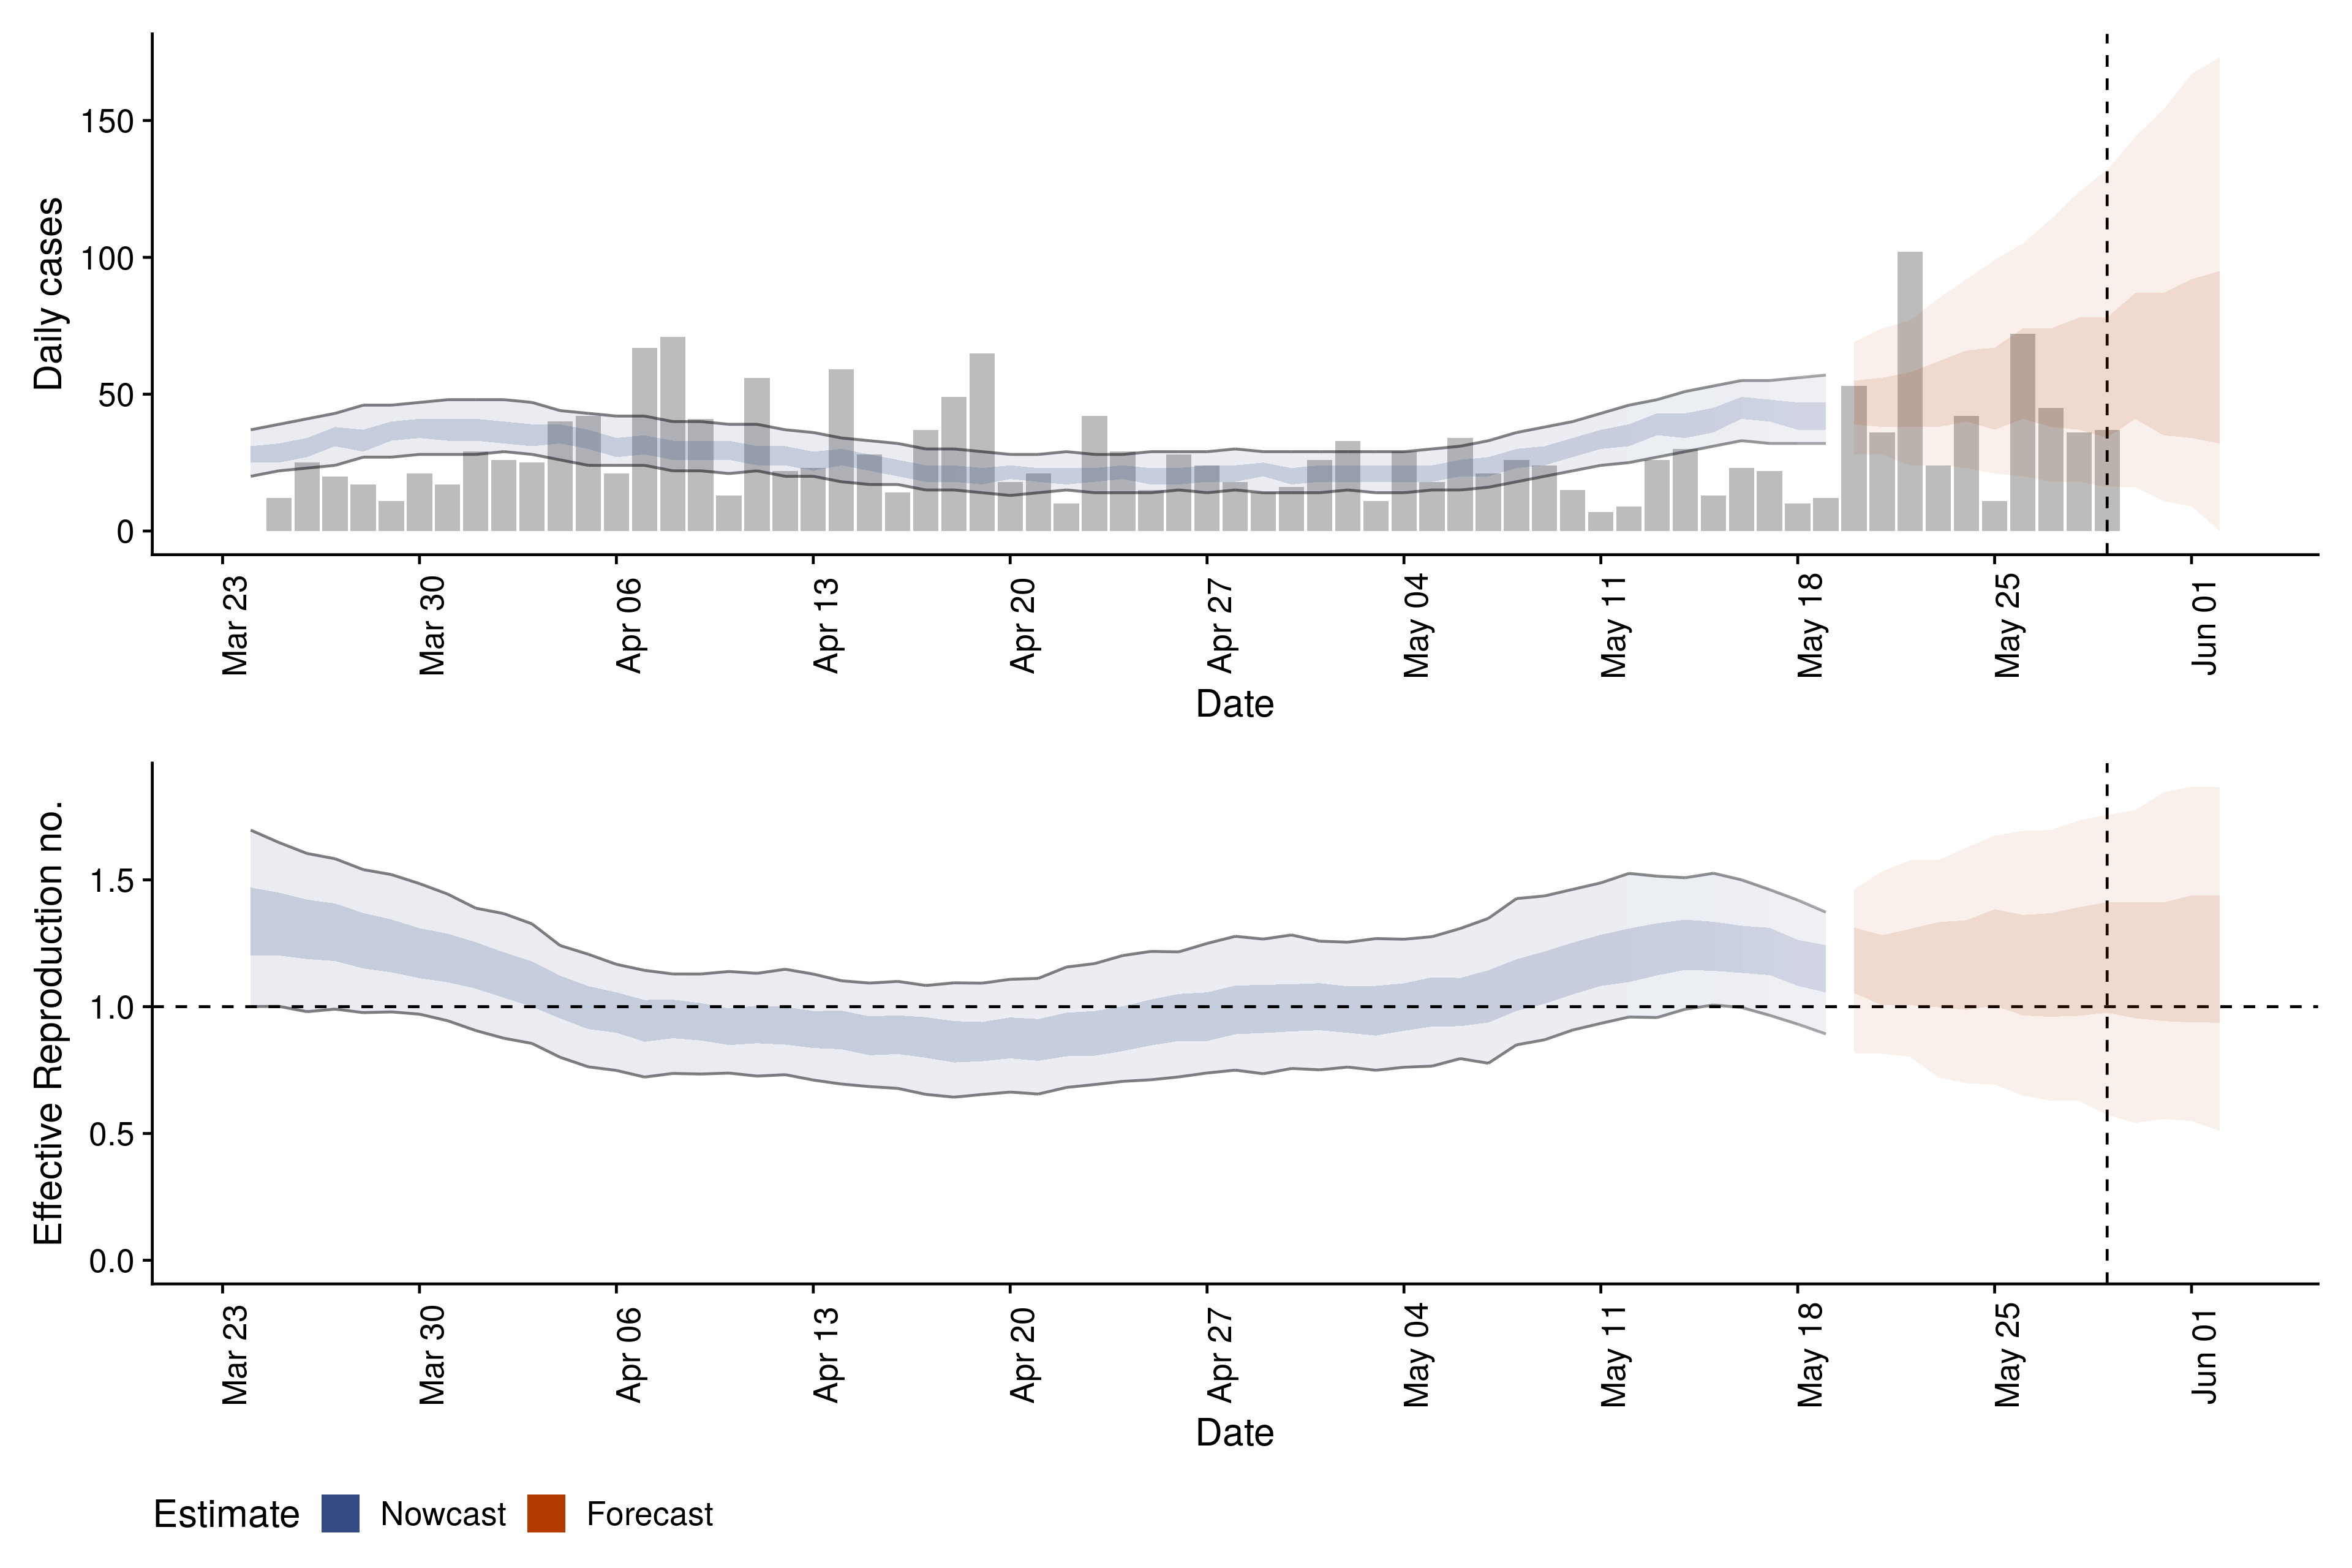 Daily cases
150
100
50
0
Mar 23
Mar 30
Apr 06
Apr 13
Apr 20
Apr 27
May 04
May 11
May 18
May 25
Jun 01
Date
Effective Reproduction no.
1.5
1.0
0.5
0.0
Mar 23
Mar 30
Apr 06
Apr 13
Apr 20
Apr 27
May 04
May 11
May 18
May 25
Jun 01
Date
Estimate Nowcast Forecast